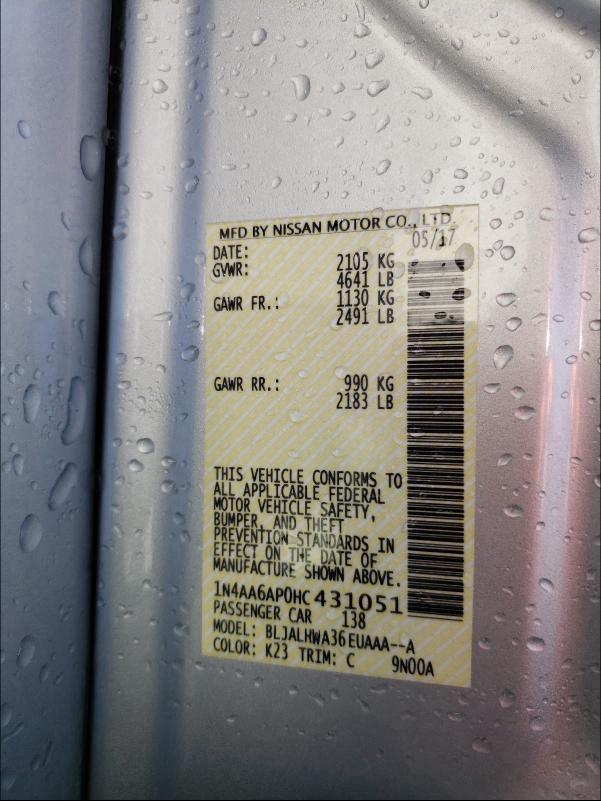 MFD BY NISSAN MOTOR CO., LTD.
DATE: 05/17
GVWR: 2105 KG
4641 LB
GAWR FR.: 1130 KG
2491 LB
GAWR RR.: 990 KG
2183 LB
THIS VEHICLE CONFORMS TO
ALL APPLICABLE FEDERAL
MOTOR VEHICLE SAFETY,
BUMPER, AND THEFT
PREVENTION STANDARDS IN
EFFECT ON THE DATE OF
MANUFACTURE SHOWN ABOVE.
1N4AA6AP0HC431051
PASSENGER CAR 138
MODEL: BLJALHWA36EUAAA--A
COLOR: K23 TRIM: C 9N00A